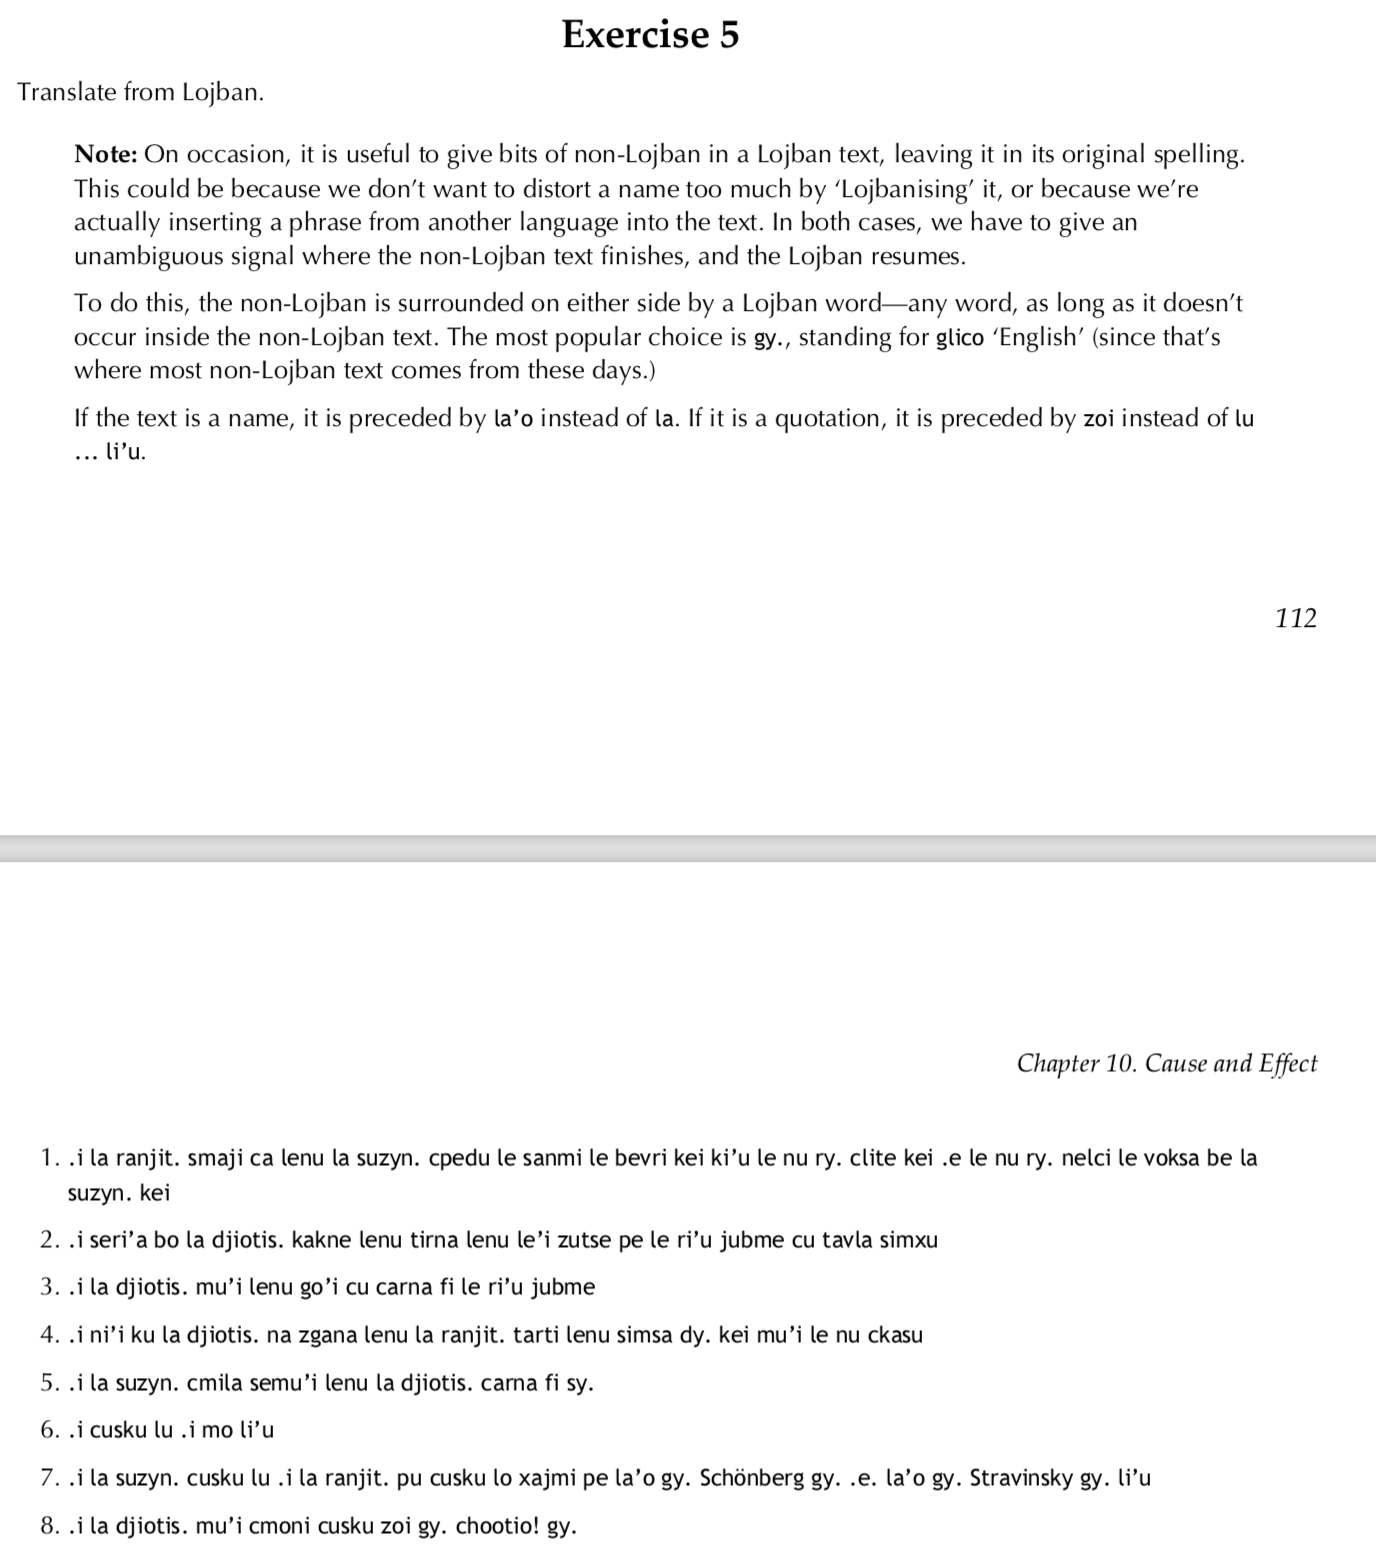 Exercise 5
Translate from Lojban.
Note: On occasion, it is useful to give bits of non-Lojban in a Lojban text, leaving it in its original spelling.
This could be because we don’t want to distort a name too much by ‘Lojbanising’ it, or because we’re
actually inserting a phrase from another language into the text. In both cases, we have to give an
unambiguous signal where the non-Lojban text finishes, and the Lojban resumes.
To do this, the non-Lojban is surrounded on either side by a Lojban word—any word, as long as it doesn’t
occur inside the non-Lojban text. The most popular choice is gy., standing for glico ‘English’ (since that’s
where most non-Lojban text comes from these days.)
If the text is a name, it is preceded by la’o instead of la. If it is a quotation, it is preceded by zoi instead of lu
... li’u.
112
Chapter 10. Cause and Effect
1. .i la ranjit. smaji ca lenu la suzyn. cpedu le sanmi le bevri kei ki’u le nu ry. clite kei .e le nu ry. nelci le voksa be la
suzyn. kei
2. .i seri’a bo la djiotis. kakne lenu tirna lenu le’i zutse pe le ri’u jubme cu tavla simxu
3. .i la djiotis. mu’i lenu go’i cu carna fi le ri’u jubme
4. .i ni’i ku la djiotis. na zgana lenu la ranjit. tarti lenu simsa dy. kei mu’i le nu ckasu
5. .i la suzyn. cmila semu’i lenu la djiotis. carna fi sy.
6. .i cusku lu .i mo li’u
7. .i la suzyn. cusku lu .i la ranjit. pu cusku lo xajmi pe la’o gy. Schönberg gy. .e. la’o gy. Stravinsky gy. li’u
8. .i la djiotis. mu’i cmoni cusku zoi gy. chootio! gy.